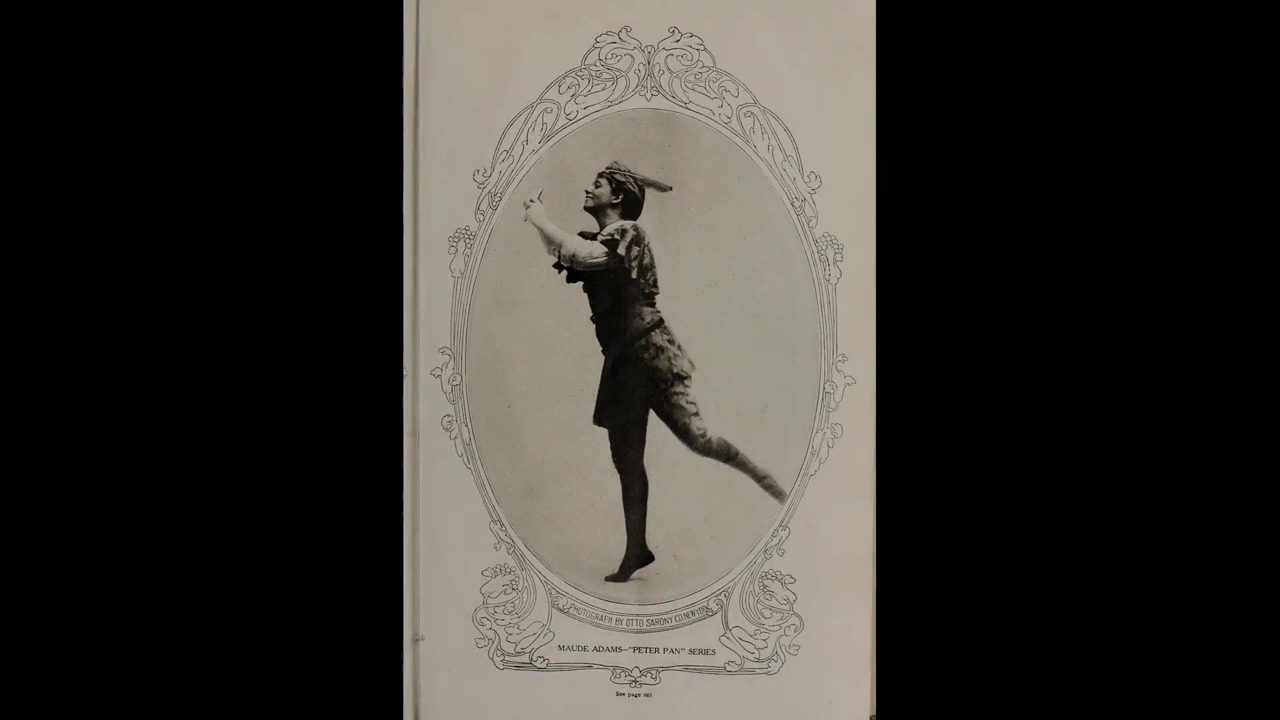 PHOTOGRAPH BY OTTO SARONY CO NEW YORK
MAUDE ADAMS—"PETER PAN" SERIES
See page